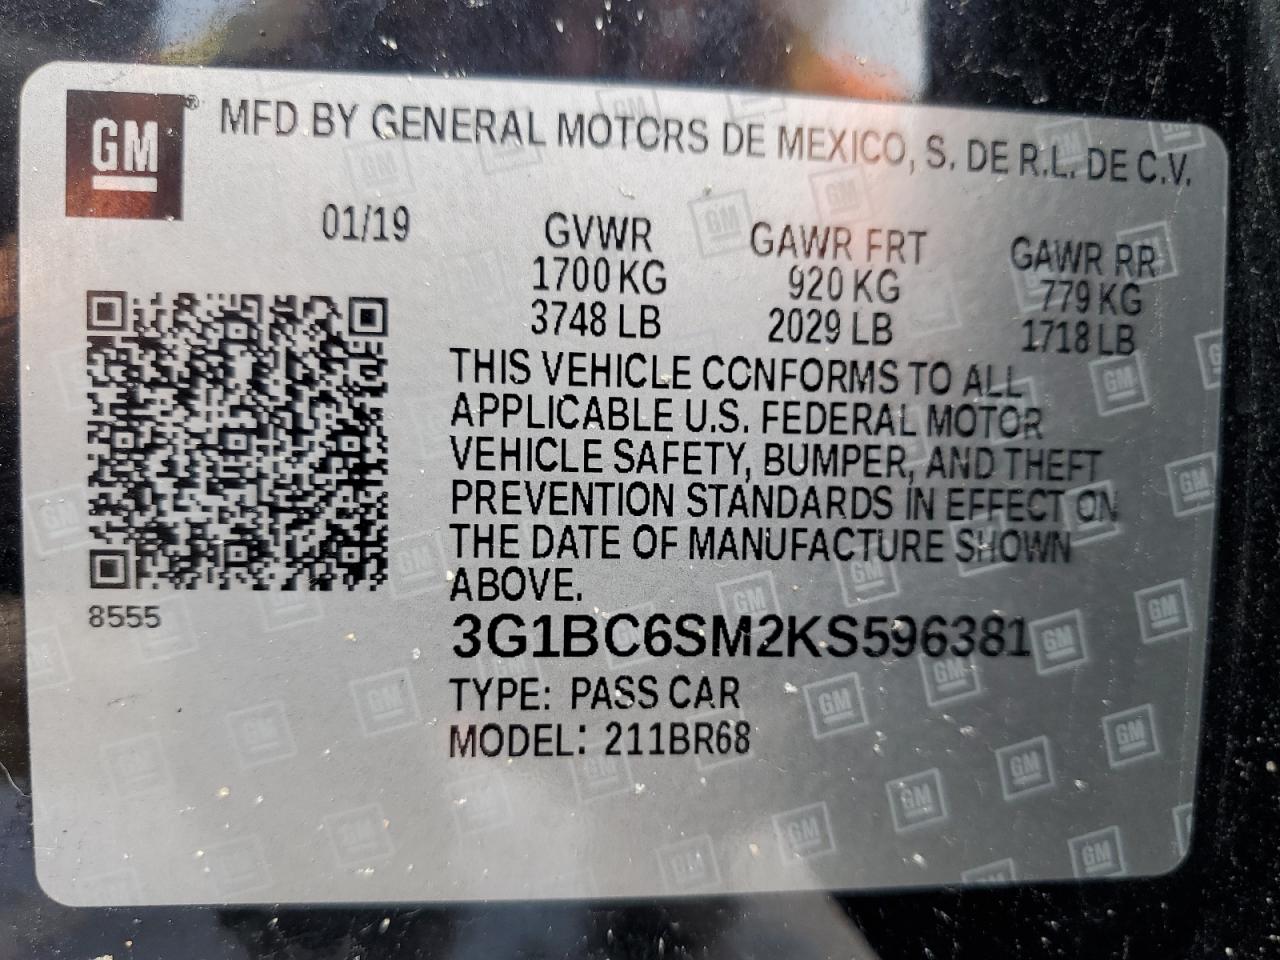 GM ® MFD BY GENERAL MOTORS DE MEXICO, S. DE R.L. DE C.V.
01/19 GVWR GAWR FRT GAWR RR
1700 KG 920 KG 779 KG
3748 LB 2029 LB 1718 LB
THIS VEHICLE CONFORMS TO ALL
APPLICABLE U.S. FEDERAL MOTOR
VEHICLE SAFETY, BUMPER, AND THEFT
PREVENTION STANDARDS IN EFFECT ON
THE DATE OF MANUFACTURE SHOWN
ABOVE.
8555
3G1BC6SM2KS596381
TYPE: PASS CAR
MODEL: 211BR68